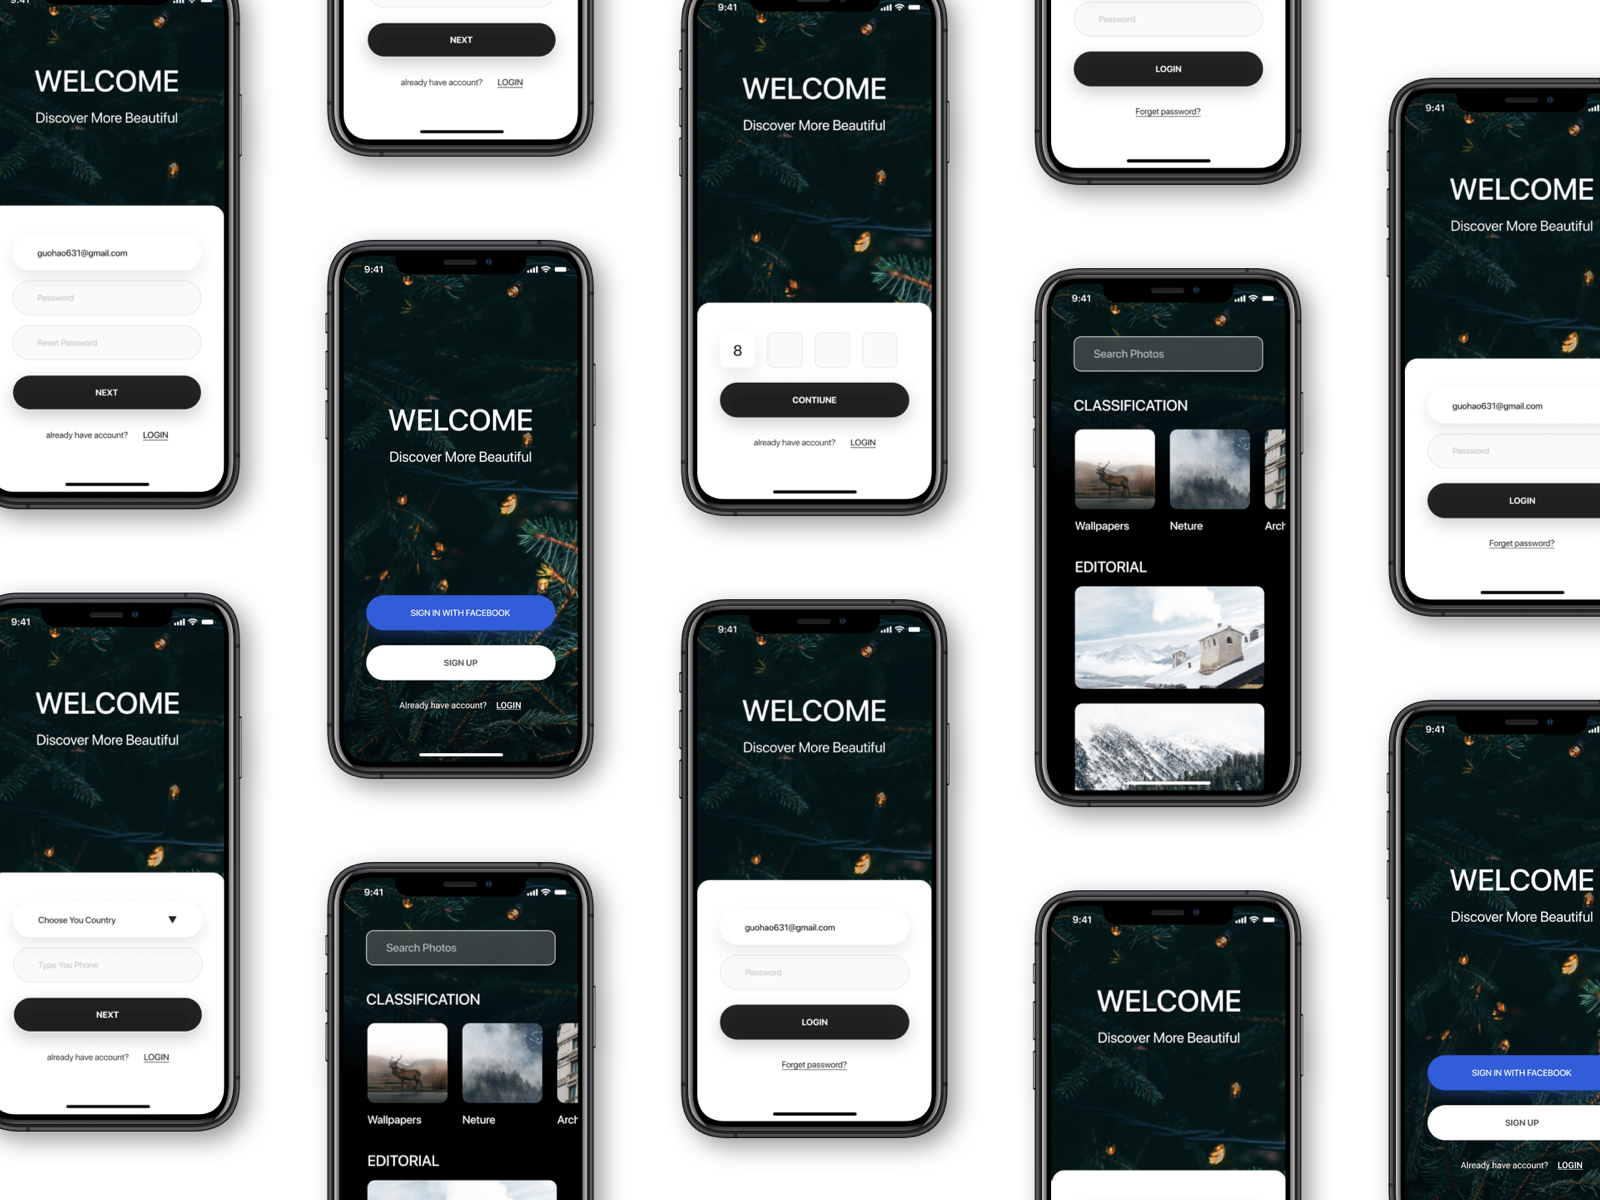 9:41
WELCOME
Discover More Beautiful
guohao631@gmail.com
Password
Reset Password
NEXT
already have account? LOGIN
9:41
WELCOME
Discover More Beautiful
Choose You Country
Type You Phone
NEXT
already have account? LOGIN
NEXT
already have account? LOGIN
9:41
WELCOME
Discover More Beautiful
SIGN IN WITH FACEBOOK
SIGN UP
Already have account? LOGIN
9:41
Search Photos
CLASSIFICATION
Wallpapers Neture Arch
EDITORIAL
9:41
WELCOME
Discover More Beautiful
8
CONTIUNE
already have account? LOGIN
9:41
WELCOME
Discover More Beautiful
guohao631@gmail.com
Password
LOGIN
Forget password?
Password
LOGIN
Forget password?
9:41
Search Photos
CLASSIFICATION
Wallpapers Neture Arch
EDITORIAL
9:41
WELCOME
Discover More Beautiful
9:41
WELCOME
Discover More Beautiful
guohao631@gmail.com
Password
LOGIN
Forget password?
9:41
WELCOME
Discover More Beautiful
SIGN IN WITH FACEBOOK
SIGN UP
Already have account? LOGIN